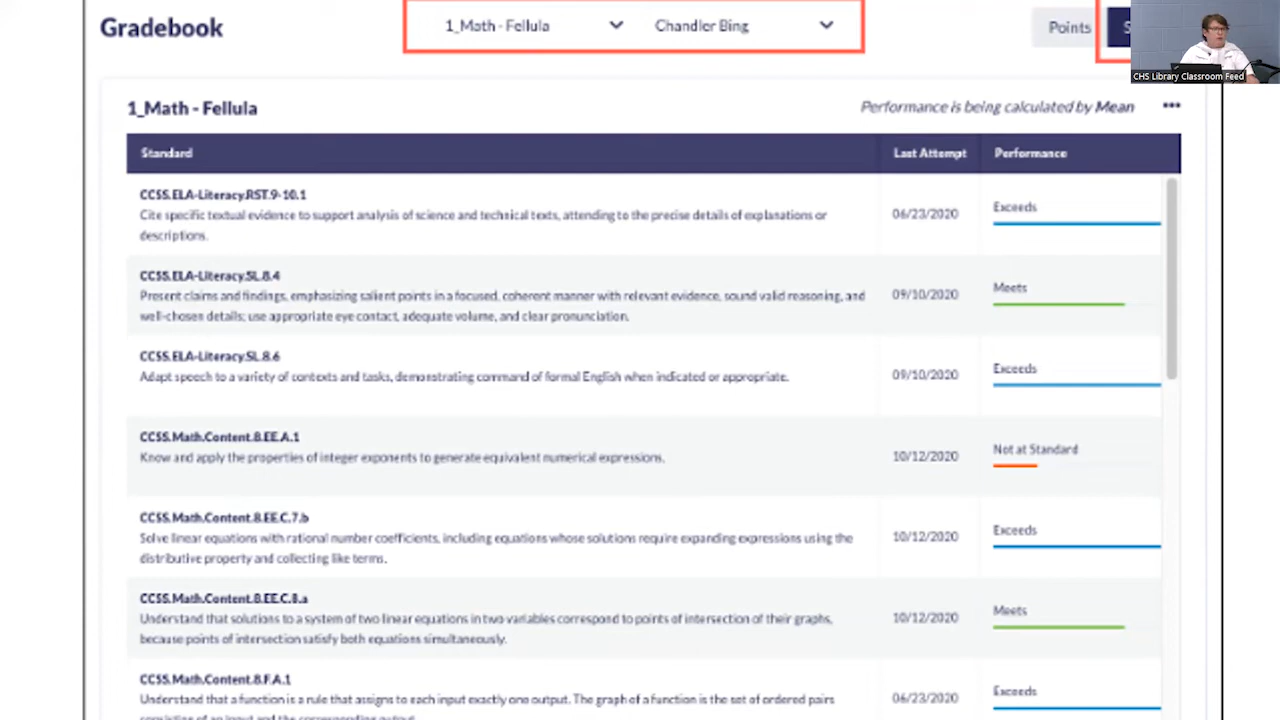 Gradebook
1_Math - Fellula
Chandler Bing
Points
S
CHS Library Classroom Feed
1_Math - Fellula
Performance is being calculated by Mean
Standard
Last Attempt
Performance
CCSS.ELA-Literacy.RST.9-10.1
Cite specific textual evidence to support analysis of science and technical texts, attending to the precise details of explanations or
descriptions.
06/23/2020
Exceeds
CCSS.ELA-Literacy.SL.8.4
Present claims and findings, emphasizing salient points in a focused, coherent manner with relevant evidence, sound valid reasoning, and
well-chosen details; use appropriate eye contact, adequate volume, and clear pronunciation.
09/10/2020
Meets
CCSS.ELA-Literacy.SL.8.6
Adapt speech to a variety of contexts and tasks, demonstrating command of formal English when indicated or appropriate.
09/10/2020
Exceeds
CCSS.Math.Content.8.EE.A.1
Know and apply the properties of integer exponents to generate equivalent numerical expressions.
10/12/2020
Not at Standard
CCSS.Math.Content.8.EE.C.7.b
Solve linear equations with rational number coefficients, including equations whose solutions require expanding expressions using the
distributive property and collecting like terms.
10/12/2020
Exceeds
CCSS.Math.Content.8.EE.C.8.a
Understand that solutions to a system of two linear equations in two variables correspond to points of intersection of their graphs,
because points of intersection satisfy both equations simultaneously.
10/12/2020
Meets
CCSS.Math.Content.8.F.A.1
Understand that a function is a rule that assigns to each input exactly one output. The graph of a function is the set of ordered pairs
consisting of an input and the corresponding output.
06/23/2020
Exceeds